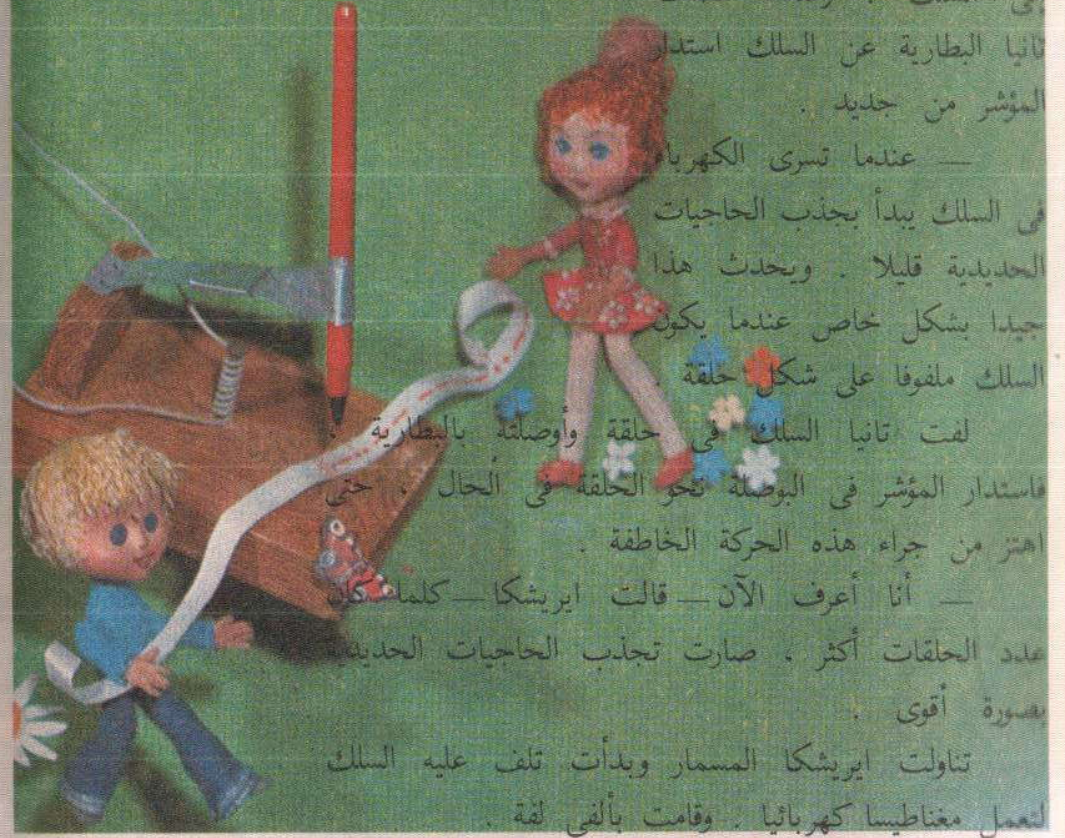 تانيا البطارية عن السلك استدار
المؤشر من جديد .
— عندما تسرى الكهرباء
فى السلك يبدأ بجذب الحاجيات
الحديدية قليلا . ويحدث هذا
جيدا بشكل خاص عندما يكون
السلك ملفوفا على شكل حلقة .
لفت تانيا السلك فى حلقة وأوصلته بالبطارية .
فاستدار المؤشر فى البوصلة نحو الحلقة فى الحال ، حتى
اهتز من جراء هذه الحركة الخاطفة .
— أنا أعرف الآن — قالت ايريشكا — كلما كان
عدد الحلقات أكثر ، صارت تجذب الحاجيات الحديدية
بصورة أقوى .
تناولت ايريشكا المسمار وبدأت تلف عليه السلك
لتعمل مغناطيسا كهربائيا . وقامت بألفى لفة .